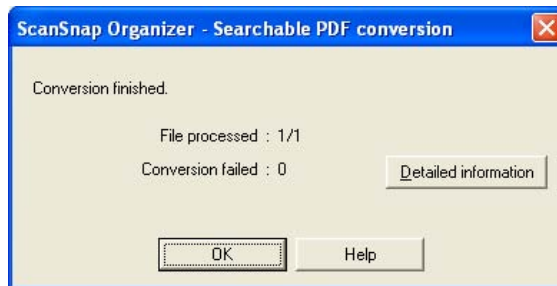 ScanSnap Organizer - Searchable PDF conversion
Conversion finished.
File processed : 1/1
Conversion failed : 0
Detailed information
OK
Help